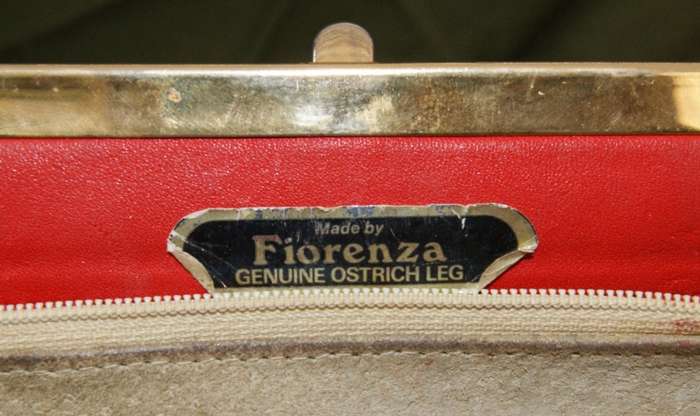 Made by
Fiorenza
GENUINE OSTRICH LEG